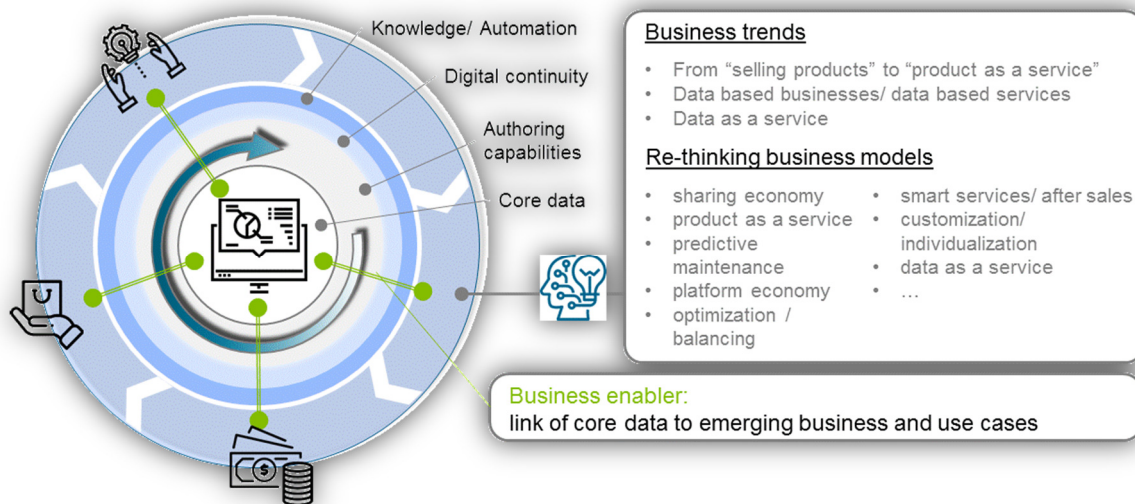 Knowledge/ Automation
Digital continuity
Authoring
capabilities
Core data
Business trends
• From “selling products” to “product as a service”
• Data based businesses/ data based services
• Data as a service
Re-thinking business models
• sharing economy
• product as a service
• predictive
maintenance
• platform economy
• optimization /
balancing
• smart services/ after sales
• customization/
individualization
• data as a service
• …
Business enabler:
link of core data to emerging business and use cases